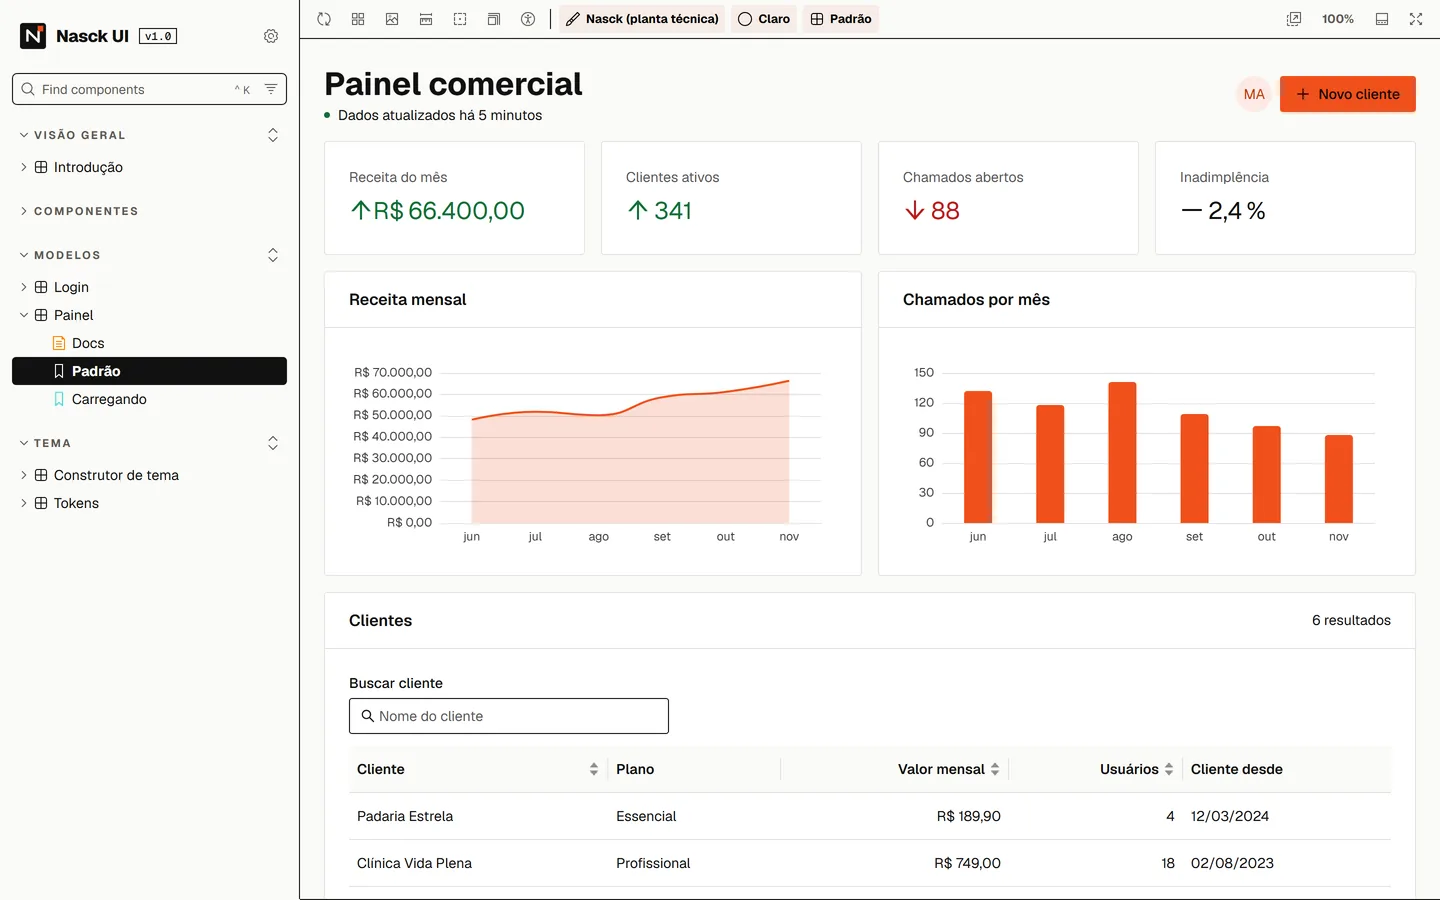 Nasck UI v1.0
Find components ^ K
VISÃO GERAL
Introdução
COMPONENTES
MODELOS
Login
Painel
Docs
Padrão
Carregando
TEMA
Construtor de tema
Tokens
Nasck (planta técnica) Claro Padrão 100%
Painel comercial
Dados atualizados há 5 minutos
MA
Novo cliente
Receita do mês
R$ 66.400,00
Clientes ativos
341
Chamados abertos
88
Inadimplência
2,4 %
Receita mensal
R$ 70.000,00
R$ 60.000,00
R$ 50.000,00
R$ 40.000,00
R$ 30.000,00
R$ 20.000,00
R$ 10.000,00
R$ 0,00
jun jul ago set out nov
Chamados por mês
150
120
90
60
30
0
jun jul ago set out nov
Clientes
6 resultados
Buscar cliente
Nome do cliente
Cliente Plano Valor mensal Usuários Cliente desde
Padaria Estrela Essencial R$ 189,90 4 12/03/2024
Clínica Vida Plena Profissional R$ 749,00 18 02/08/2023